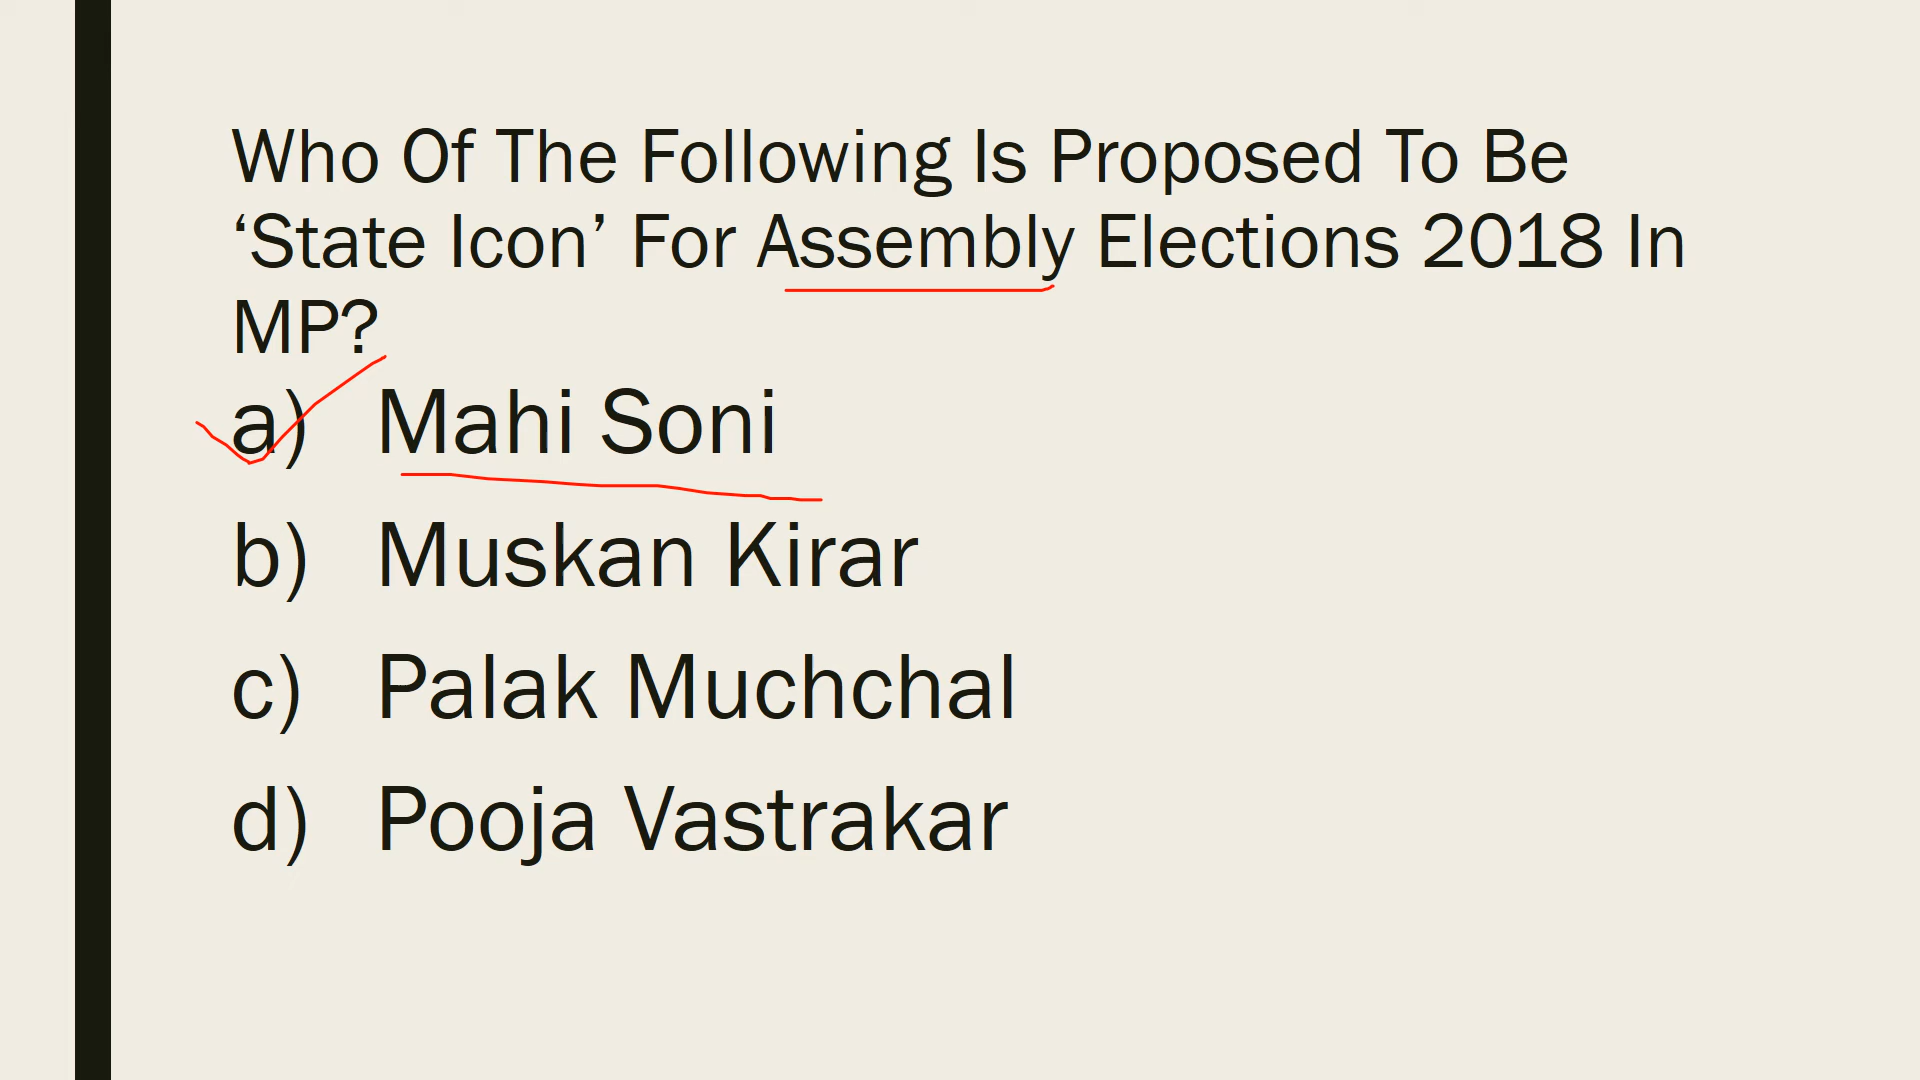 Who Of The Following Is Proposed To Be
‘State Icon’ For Assembly Elections 2018 In
MP?
a) Mahi Soni
b) Muskan Kirar
c) Palak Muchchal
d) Pooja Vastrakar